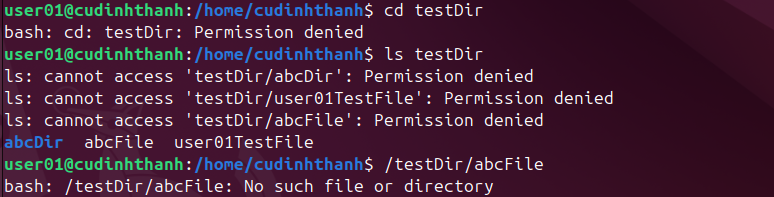 user01@cudinhthanh:/home/cudinhthanh$ cd testDir
bash: cd: testDir: Permission denied
user01@cudinhthanh:/home/cudinhthanh$ ls testDir
ls: cannot access 'testDir/abcDir': Permission denied
ls: cannot access 'testDir/user01TestFile': Permission denied
ls: cannot access 'testDir/abcFile': Permission denied
abcDir  abcFile  user01TestFile
user01@cudinhthanh:/home/cudinhthanh$ /testDir/abcFile
bash: /testDir/abcFile: No such file or directory